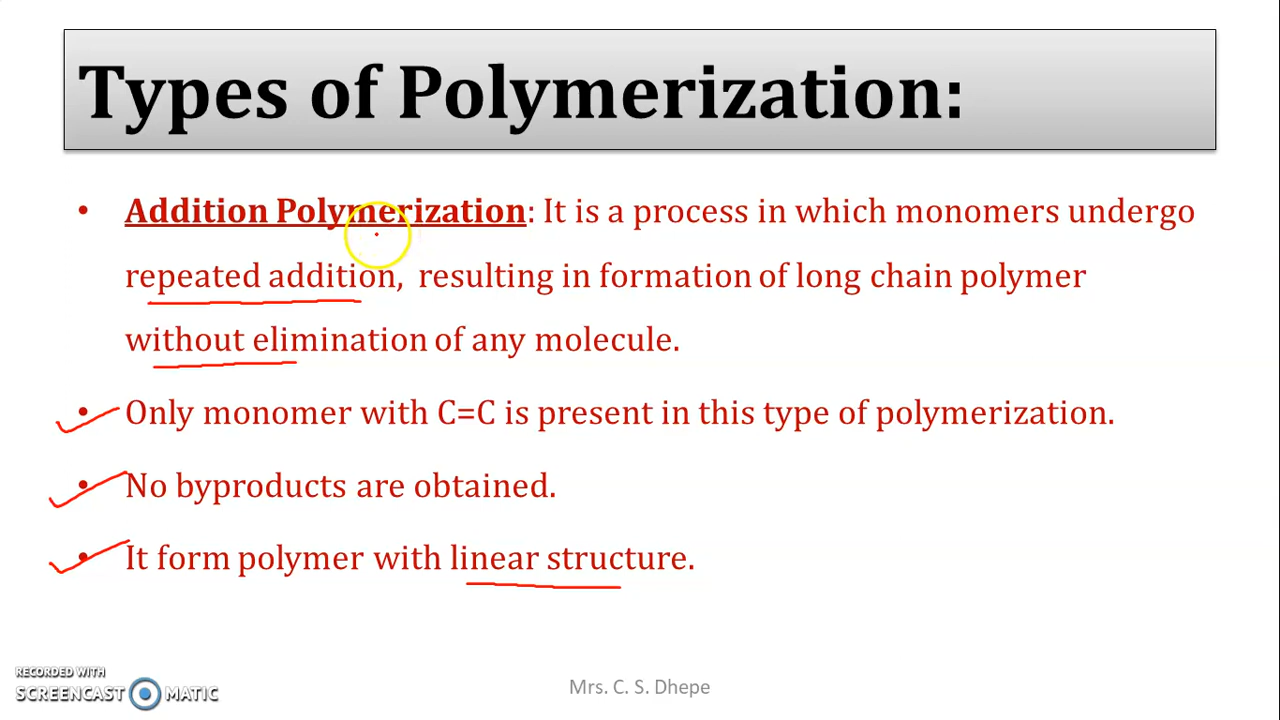 Types of Polymerization:
• Addition Polymerization: It is a process in which monomers undergo
repeated addition, resulting in formation of long chain polymer
without elimination of any molecule.
• Only monomer with C=C is present in this type of polymerization.
• No byproducts are obtained.
• It form polymer with linear structure.
RECORDED WITH
SCREENCAST MATIC
Mrs. C. S. Dhepe